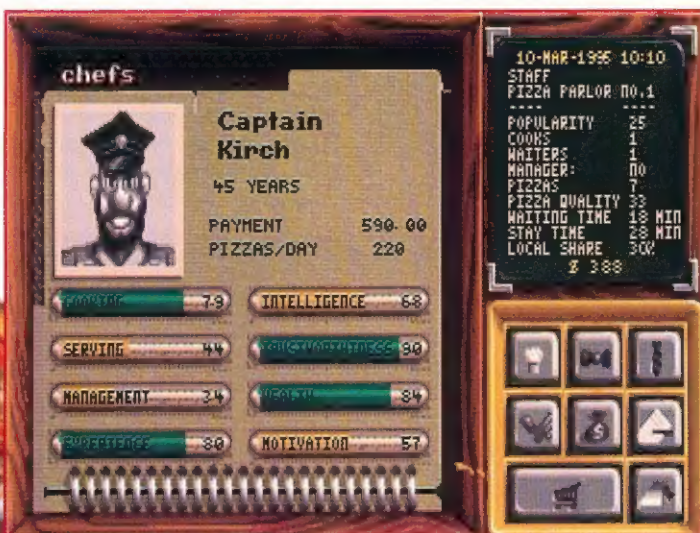 chefs
Captain
Kirch
45 YEARS
PAYMENT 590.00
PIZZAS/DAY 220
COOKING 79
SERVING 44
MANAGEMENT 34
EXPERIENCE 80
INTELLIGENCE 68
TRUSTWORTHINESS 90
HEALTH 84
MOTIVATION 57
10-MAR-1995 10:10
STAFF
PIZZA PARLOR NO.1
---- ----
POPULARITY 25
COOKS 1
WAITERS 1
MANAGER: NO
PIZZAS 7
PIZZA QUALITY 33
WAITING TIME 18 MIN
STAY TIME 28 MIN
LOCAL SHARE 30%
$ 388